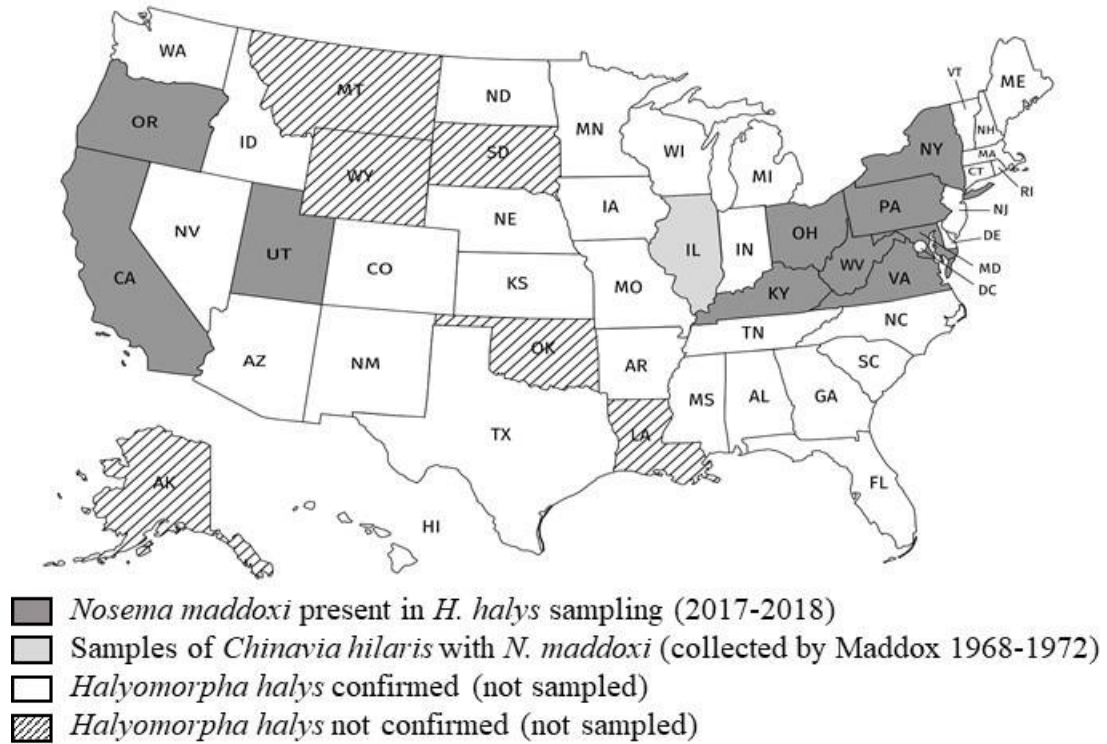 WA
MT
ND
MN
VT
ME
OR
ID
SD
WI
NH
NY
MA
WY
MI
CT
RI
NE
IA
PA
NJ
NV
UT
CO
IL
IN
OH
DE
CA
KS
MO
WV
VA
MD
KY
DC
AZ
NM
OK
AR
TN
NC
SC
MS
AL
GA
TX
LA
AK
FL
HI
Nosema maddoxi present in H. halys sampling (2017-2018)
Samples of Chinavia hilaris with N. maddoxi (collected by Maddox 1968-1972)
Halyomorpha halys confirmed (not sampled)
Halyomorpha halys not confirmed (not sampled)